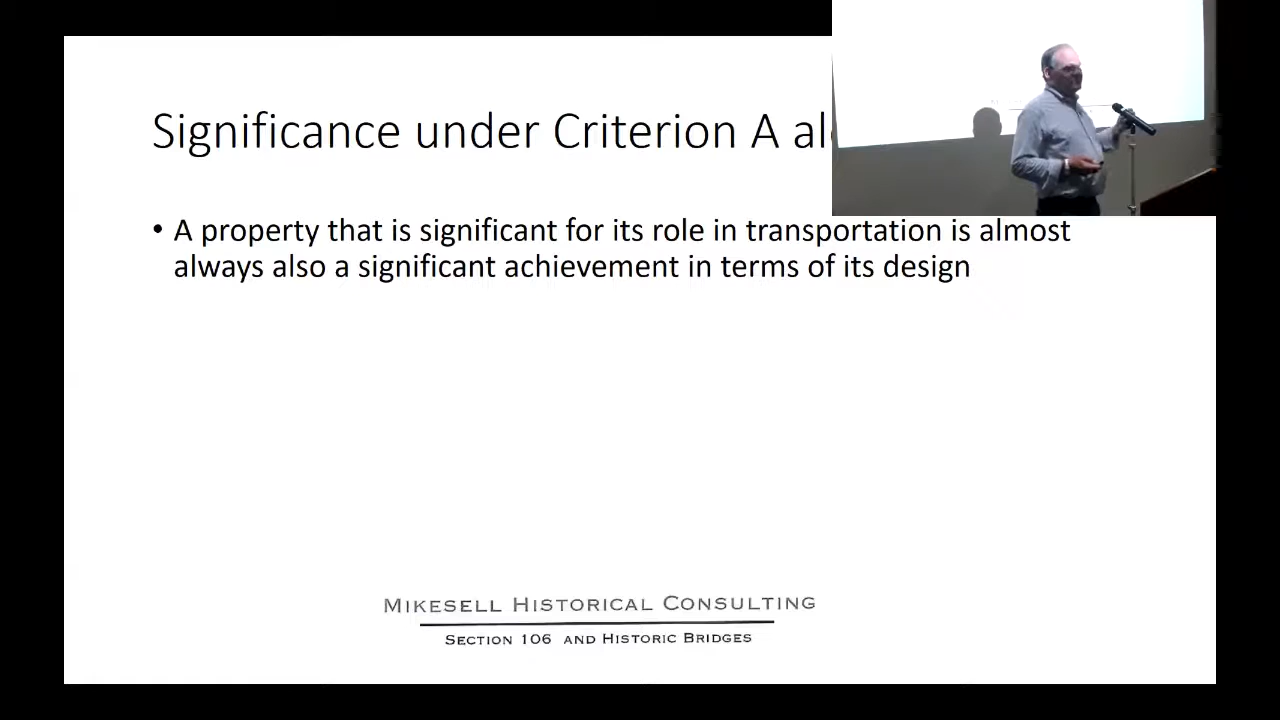 Significance under Criterion A
• A property that is significant for its role in transportation is almost
always also a significant achievement in terms of its design
Mikesell Historical Consulting
Section 106 and Historic Bridges